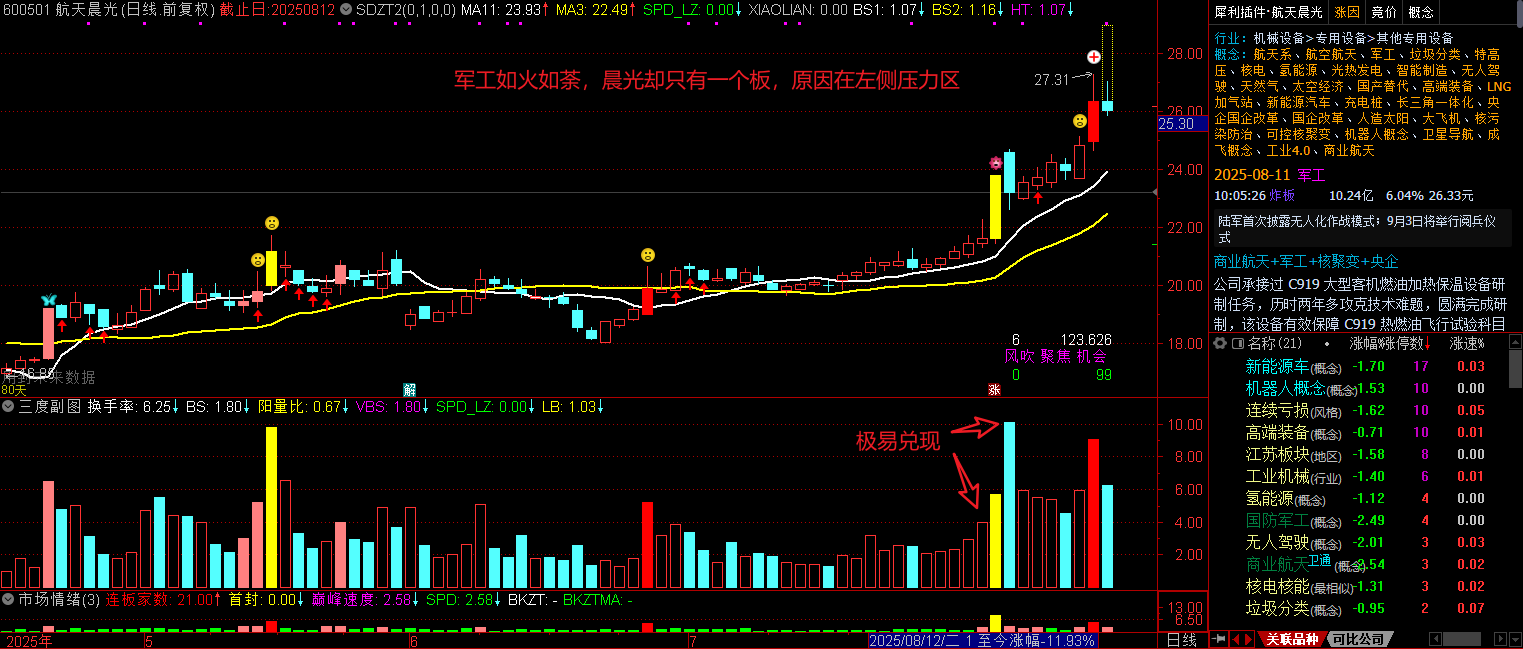 600501 航天晨光(日线.前复权) 截止日:20250812 SDZT2(0,1,0,0) MA11: 23.93↑ MA3: 22.49↑ SPD_LZ: 0.00↓ XIAOLIAN: 0.00 BS1: 1.07↓ BS2: 1.16↓ HT: 1.07↓
军工如火如荼，晨光却只有一个板，原因在左侧压力区
27.31
28.00
26.00
25.30
24.00
22.00
20.00
18.00
6 123.626
风吹 聚焦 机会
0 99
用到未来数据
80天
解
涨
三度副图 换手率: 6.25↓ BS: 1.80↓ 阳量比: 0.67↓ VBS: 1.80↓ SPD_LZ: 0.00↓ LB: 1.03↓
极易兑现
10.00
8.00
6.00
4.00
2.00
市场情绪(3) 连板家数: 21.00↑ 首封: 0.00↓ 巅峰速度: 2.58↓ SPD: 2.58↓ BKZT: - BKZTMA: -
13.00
6.50
2025年 5 6 7 2025/08/12/二 1 至今涨幅-11.93% 日线
犀利插件·航天晨光 涨因 竞价 概念
行业: 机械设备>专用设备>其他专用设备
概念: 航天系、航空航天、军工、垃圾分类、特高
压、核电、氢能源、光热发电、智能制造、无人驾
驶、天然气、太空经济、国产替代、高端装备、LNG
加气站、新能源汽车、充电桩、长三角一体化、央
企国企改革、国企改革、人造太阳、大飞机、核污
染防治、可控核聚变、机器人概念、卫星导航、成
飞概念、工业4.0、商业航天
2025-08-11 军工
10:05:26 炸板 10.24亿 6.04% 26.33元
陆军首次披露无人化作战模式；9月3日将举行阅兵仪
式
商业航天+军工+核聚变+央企
公司承接过 C919 大型客机燃油加热保温设备研
制任务，历时两年多攻克技术难题，圆满完成研
制，该设备有效保障 C919 热燃油飞行试验科目
名称(21) • 涨幅%涨停数↓ 涨速%
新能源车(概念) -1.70 17 0.03
机器人概念(概念) -1.53 10 0.00
连续亏损(风格) -1.62 10 0.05
高端装备(概念) -0.71 10 0.01
江苏板块(地区) -1.58 8 0.00
工业机械(行业) -1.40 6 0.01
氢能源(概念) -1.12 4 0.00
国防军工(概念) -2.49 4 0.00
无人驾驶(概念) -2.01 3 0.03
商业航天卫通(概念) -2.54 3 0.02
核电核能(最相似) -1.31 3 0.02
垃圾分类(概念) -0.95 2 0.07
关联品种 可比公司